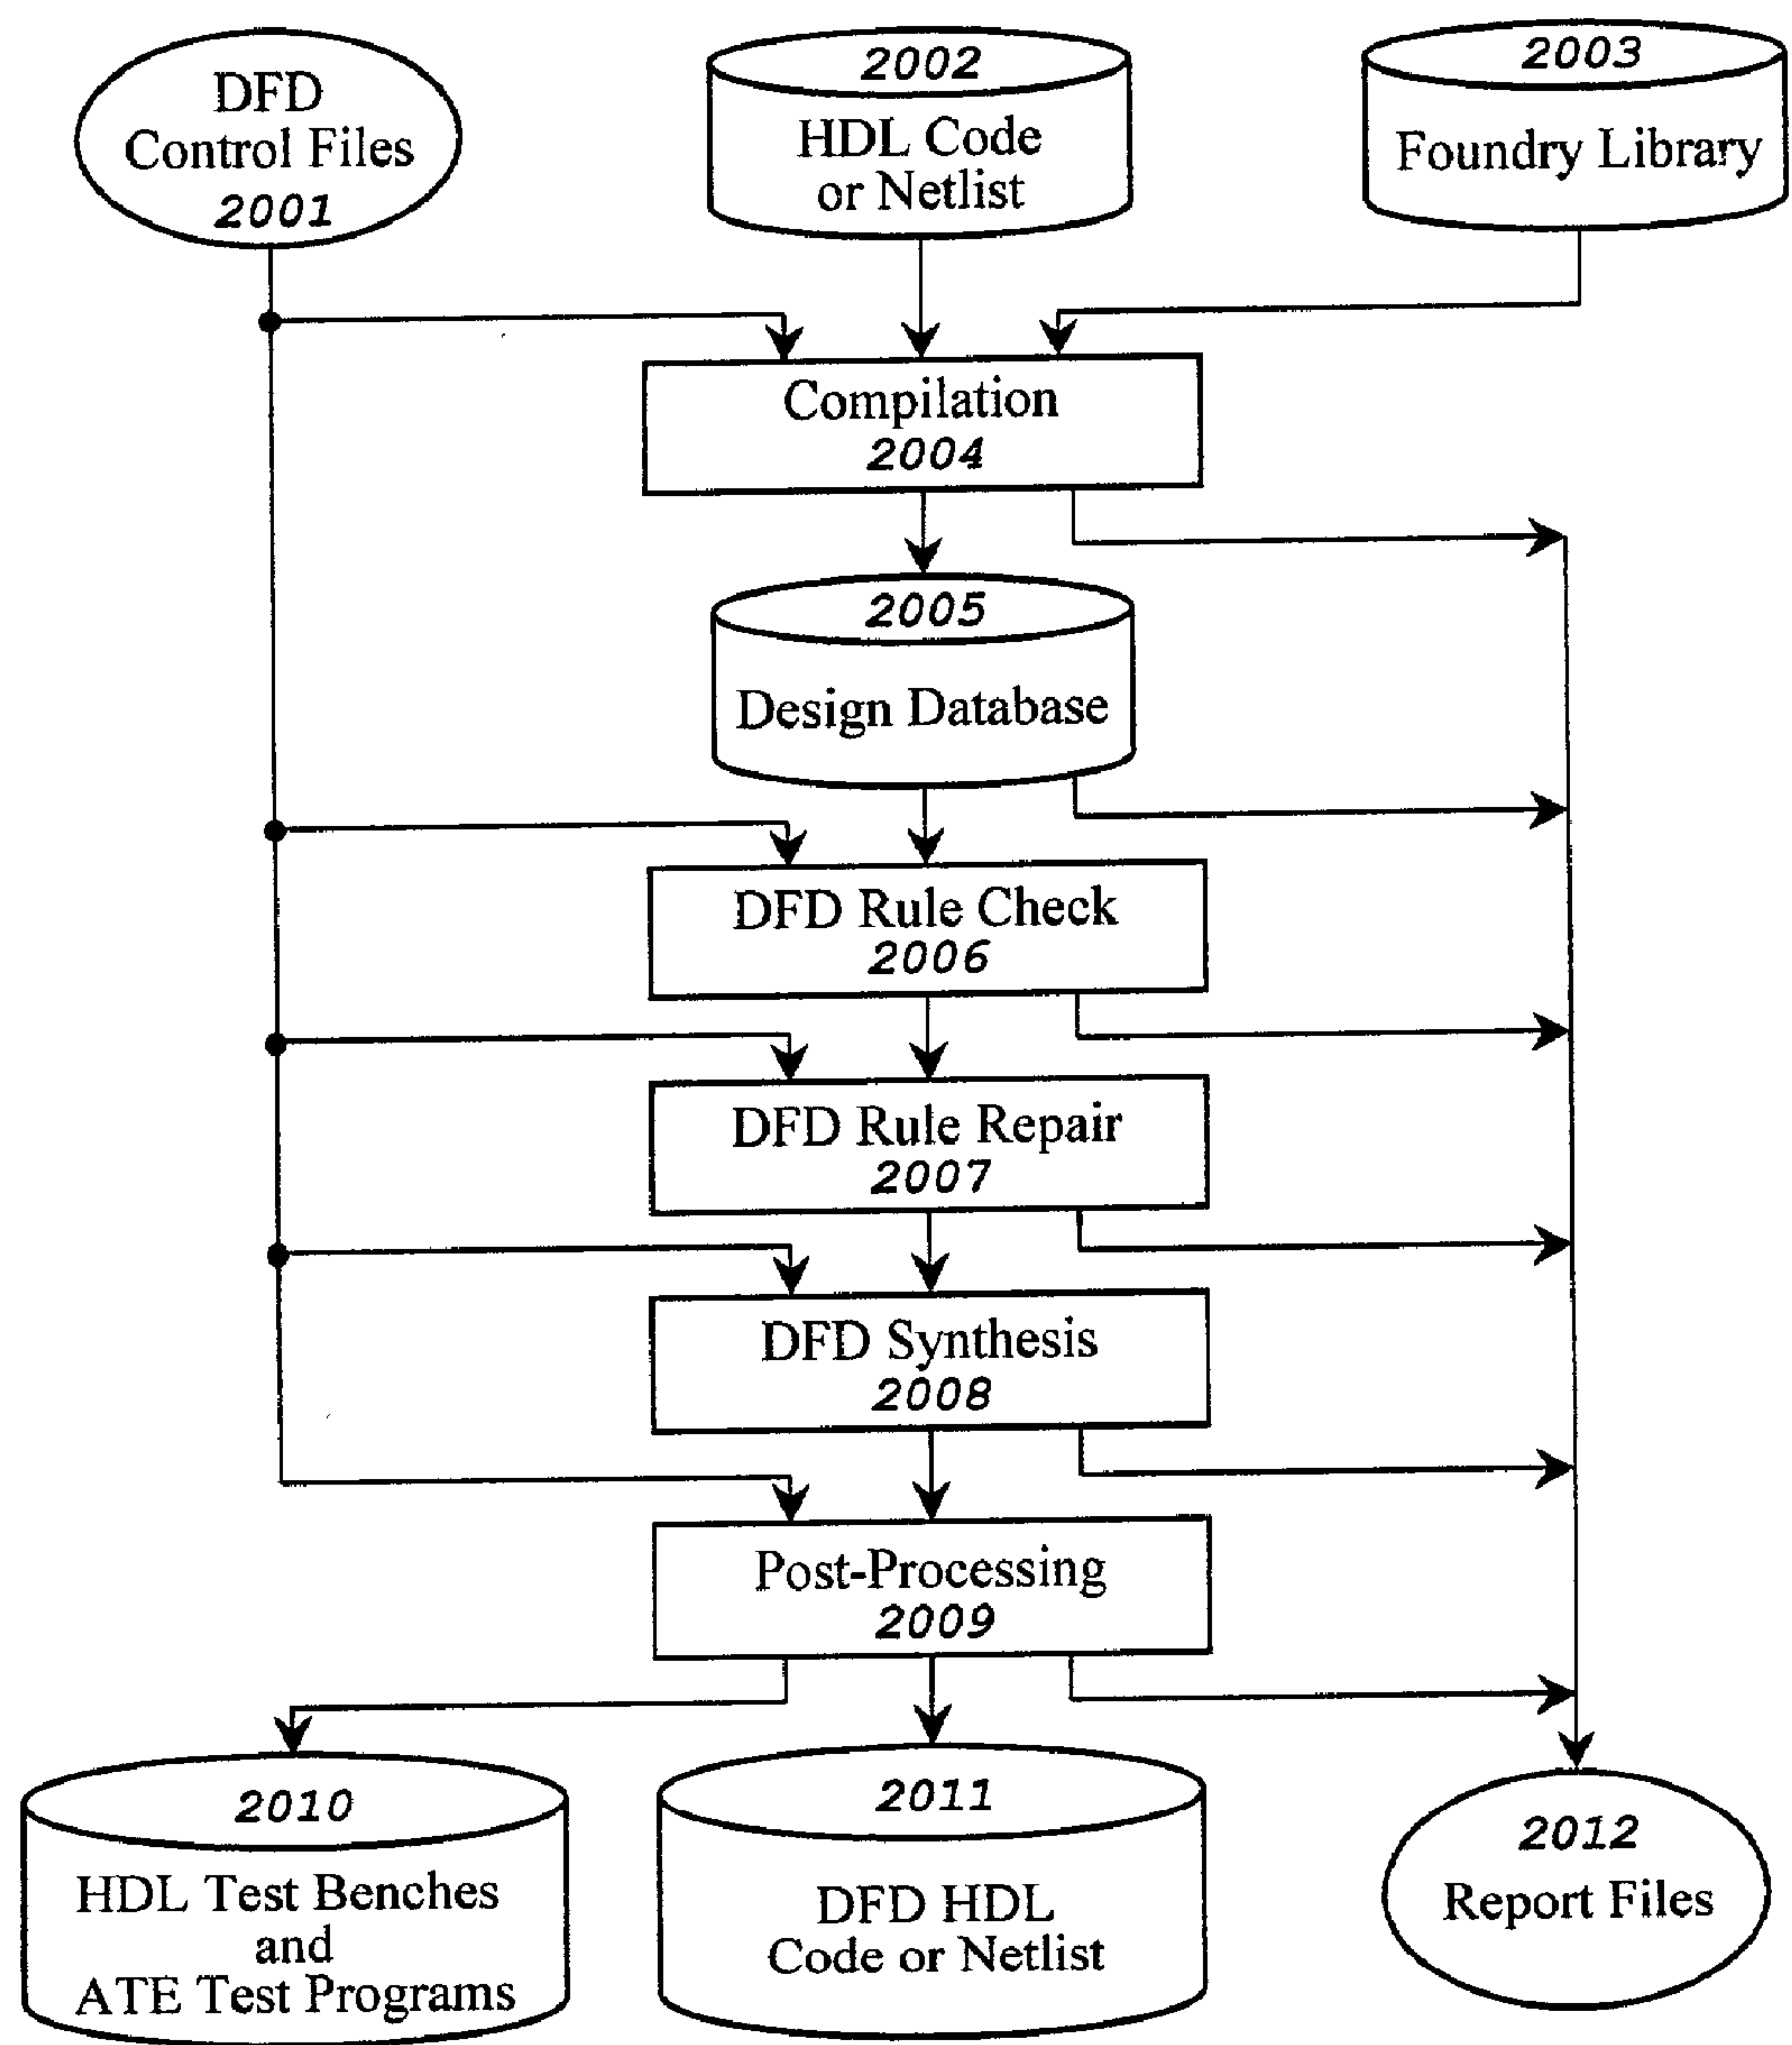 DFD
Control Files
2001
2002
HDL Code
or Netlist
2003
Foundry Library
Compilation
2004
2005
Design Database
DFD Rule Check
2006
DFD Rule Repair
2007
DFD Synthesis
2008
Post-Processing
2009
2010
HDL Test Benches
and
ATE Test Programs
2011
DFD HDL
Code or Netlist
2012
Report Files